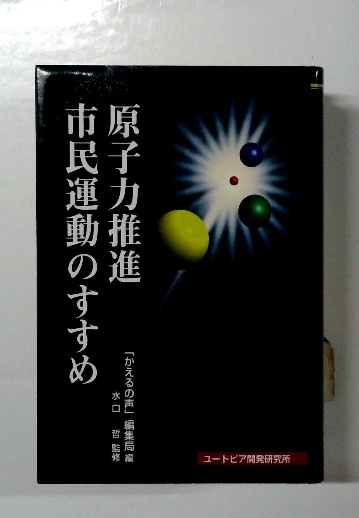 原子力推進
市民運動のすすめ
「かえるの声」編集局 編
水口 哲 監修
ユートピア開発研究所